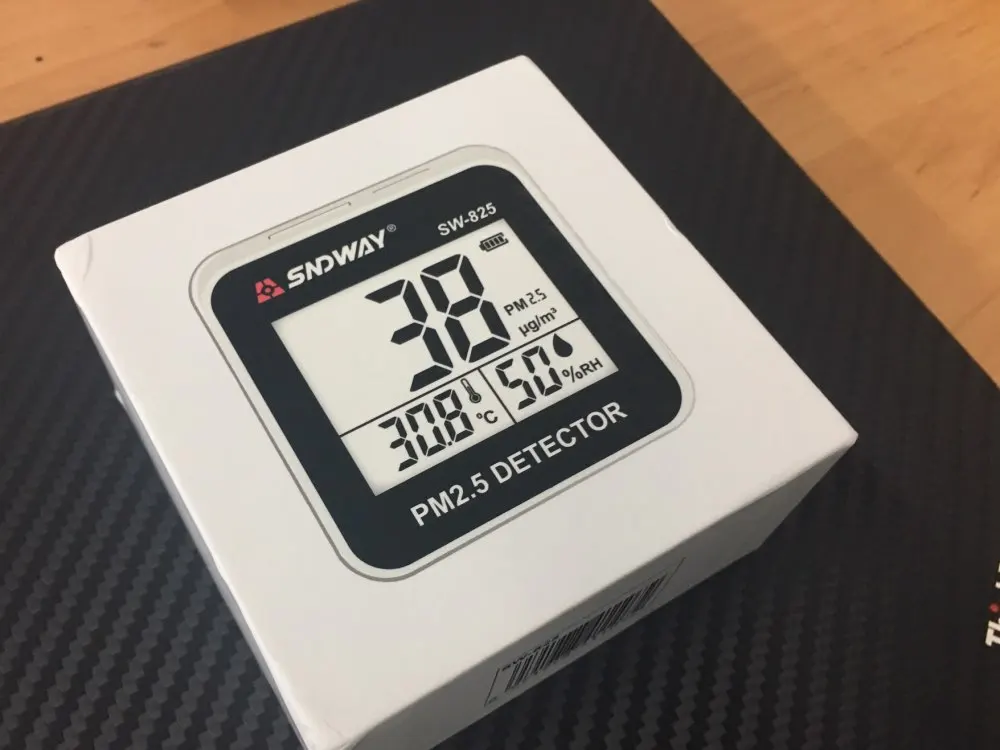 SNDWAY®
SW-825
38
PM2.5
µg/m³
30.8 °C
50 %RH
PM2.5 DETECTOR